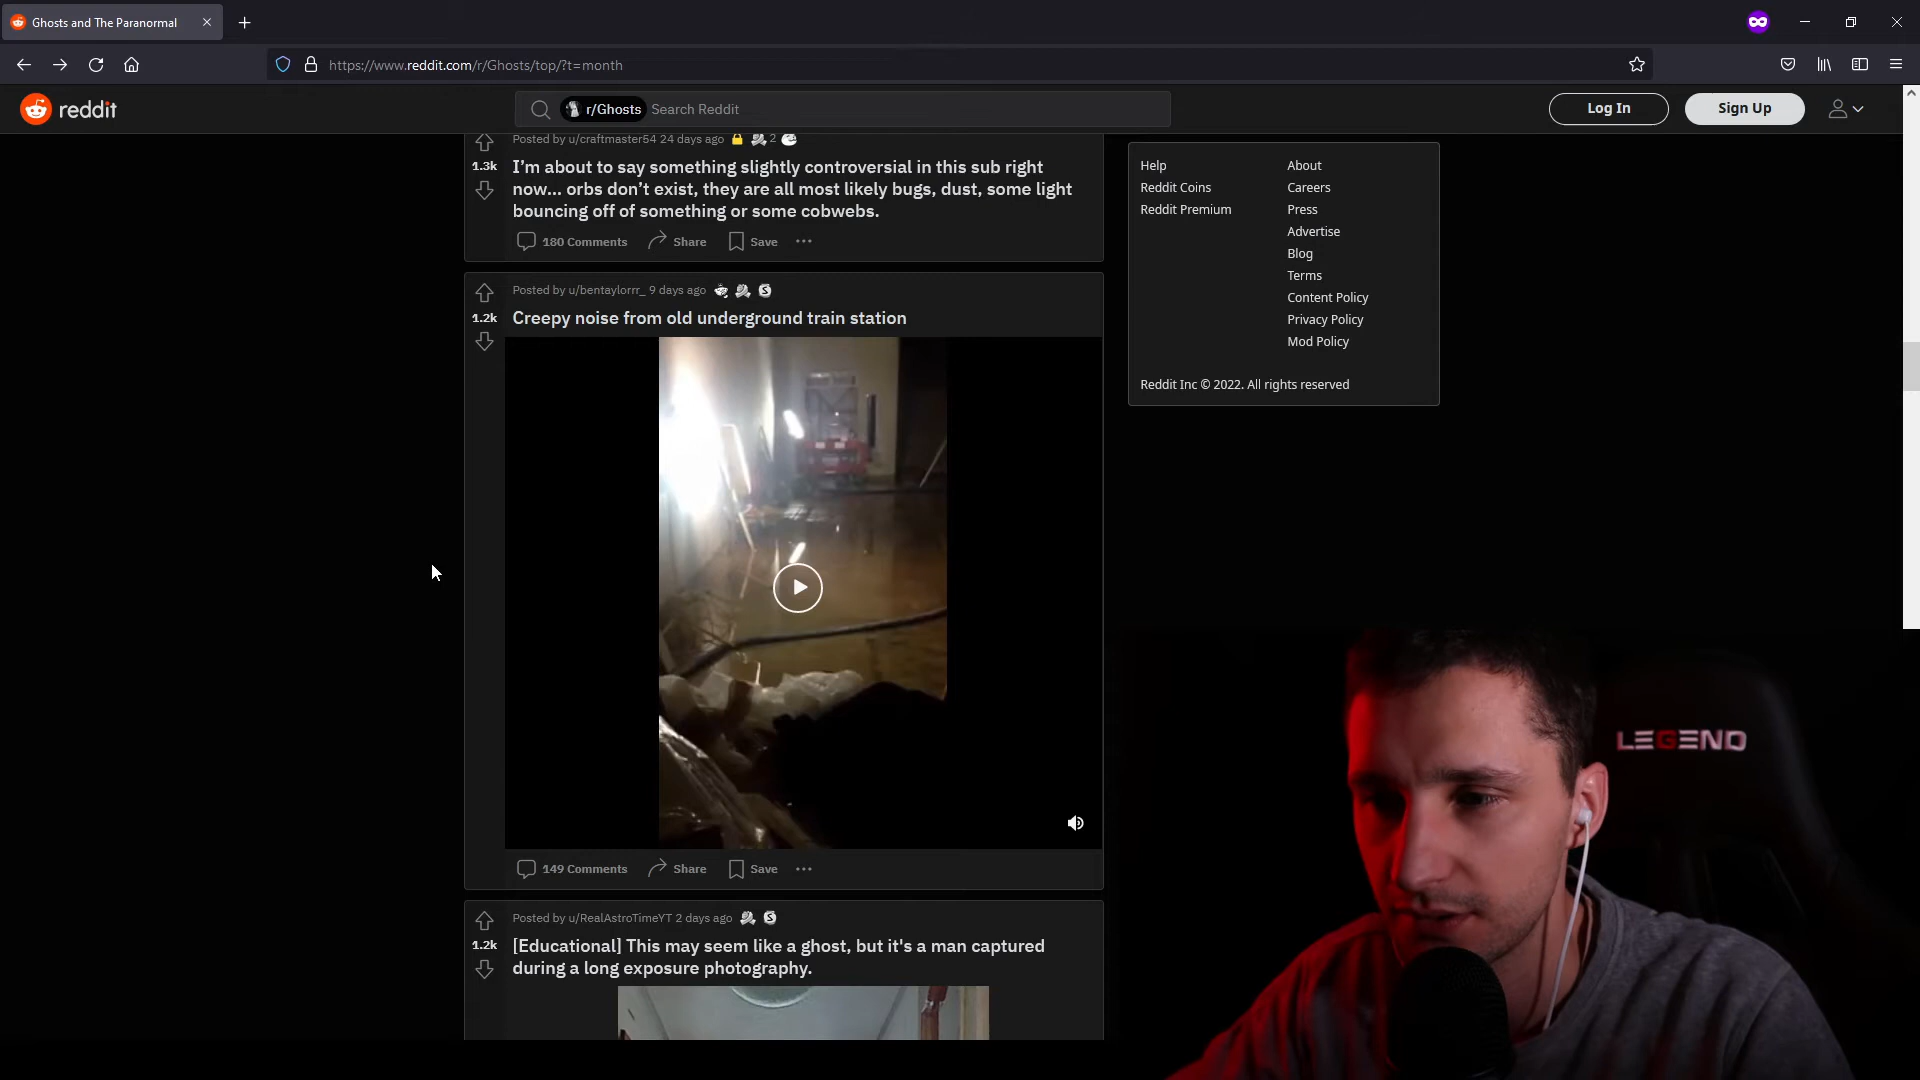 Ghosts and The Paranormal
https://www.reddit.com/r/Ghosts/top/?t=month
reddit
r/Ghosts Search Reddit
Log In
Sign Up
Posted by u/craftmaster54 24 days ago
2
1.3k
I’m about to say something slightly controversial in this sub right
now... orbs don’t exist, they are all most likely bugs, dust, some light
bouncing off of something or some cobwebs.
180 Comments
Share
Save
Help
About
Reddit Coins
Careers
Reddit Premium
Press
Advertise
Blog
Terms
Content Policy
Privacy Policy
Mod Policy
Reddit Inc © 2022. All rights reserved
Posted by u/bentaylorrr_ 9 days ago
1.2k
Creepy noise from old underground train station
149 Comments
Share
Save
Posted by u/RealAstroTimeYT 2 days ago
1.2k
[Educational] This may seem like a ghost, but it's a man captured
during a long exposure photography.
LEGEND